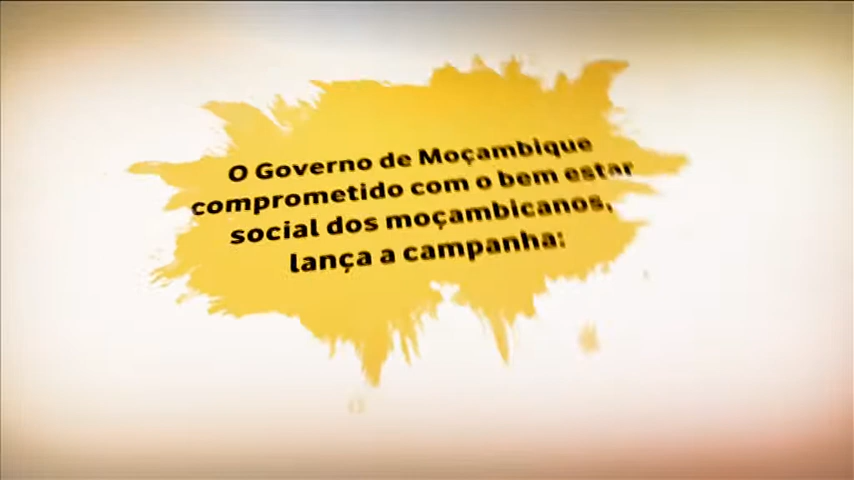 O Governo de Moçambique
comprometido com o bem estar
social dos moçambicanos,
lança a campanha: